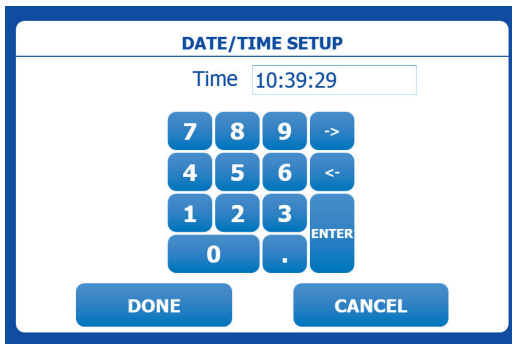 DATE/TIME SETUP
Time 10:39:29
7 8 9 ->
4 5 6 <-
1 2 3
ENTER
0 .
DONE CANCEL